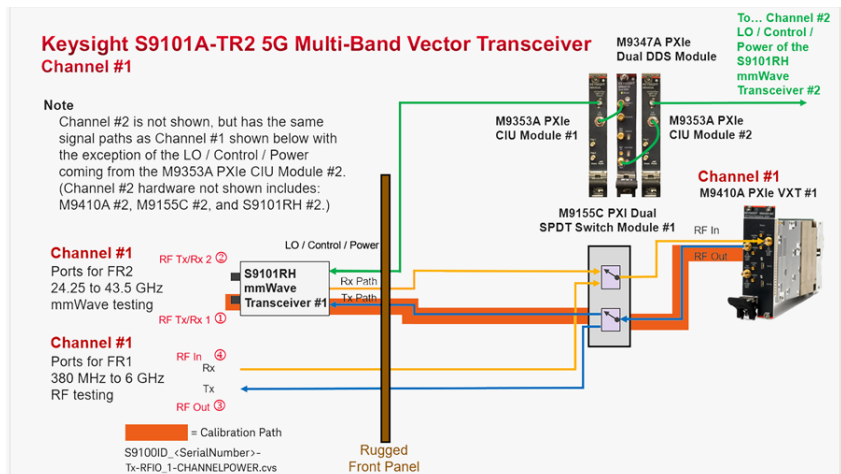 Keysight S9101A-TR2 5G Multi-Band Vector Transceiver
Channel #1
Note
Channel #2 is not shown, but has the same
signal paths as Channel #1 shown below with
the exception of the LO / Control / Power
coming from the M9353A PXIe CIU Module #2.
(Channel #2 hardware not shown includes:
M9410A #2, M9155C #2, and S9101RH #2.)
M9347A PXIe
Dual DDS Module
To... Channel #2
LO / Control /
Power of the
S9101RH
mmWave
Transceiver #2
M9353A PXIe
CIU Module #1
M9353A PXIe
CIU Module #2
Channel #1
M9410A PXIe VXT #1
M9155C PXI Dual
SPDT Switch Module #1
RF In
RF Out
LO / Control / Power
Channel #1
Ports for FR2
24.25 to 43.5 GHz
mmWave testing
RF Tx/Rx 2 ②
S9101RH
mmWave
Transceiver #1
Rx Path
Tx Path
RF Tx/Rx 1 ①
Channel #1
Ports for FR1
380 MHz to 6 GHz
RF testing
RF In ④
Rx
Tx
RF Out ③
= Calibration Path
S9100ID_<SerialNumber>-
Tx-RFIO_1-CHANNELPOWER.cvs
Rugged
Front Panel